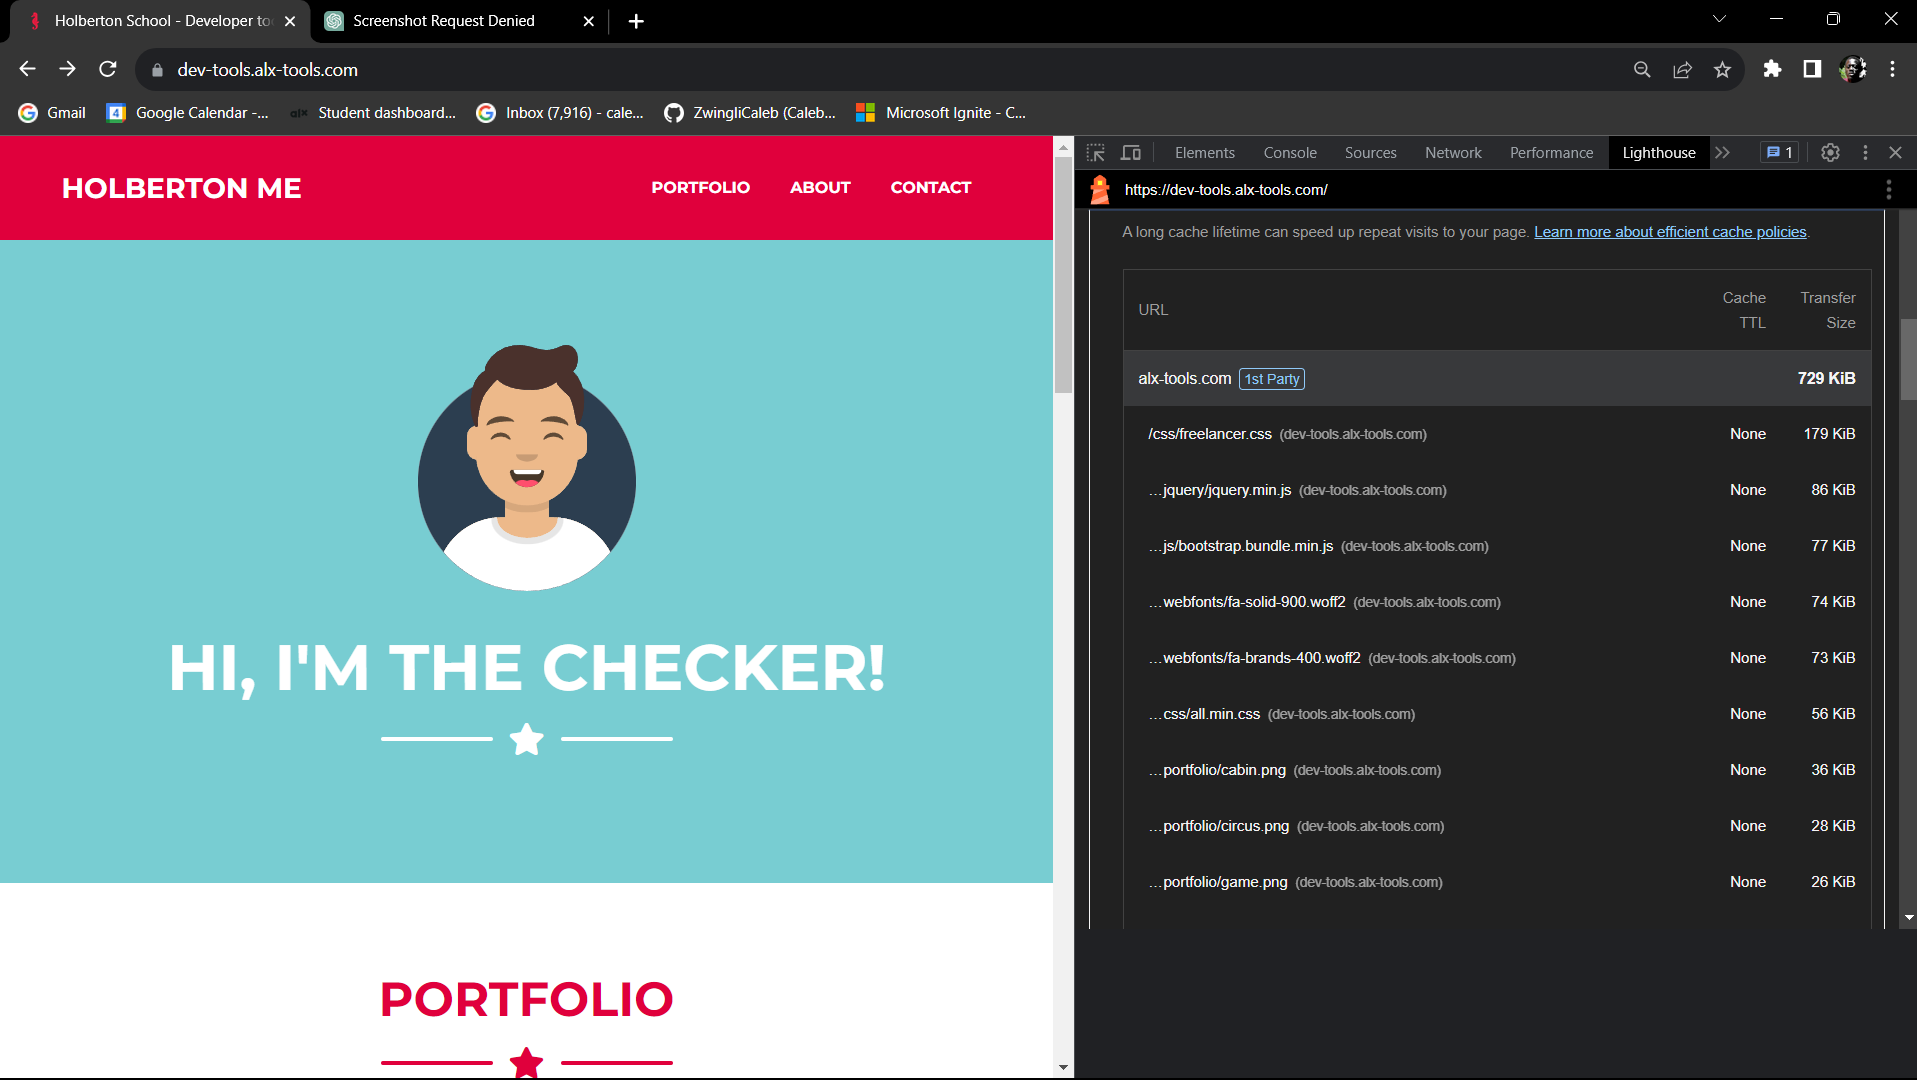 Holberton School - Developer to
Screenshot Request Denied
dev-tools.alx-tools.com
Gmail
4
Google Calendar -...
alx
Student dashboard...
Inbox (7,916) - cale...
ZwingliCaleb (Caleb...
Microsoft Ignite - C...
HOLBERTON ME
PORTFOLIO
ABOUT
CONTACT
HI, I'M THE CHECKER!
PORTFOLIO
Elements
Console
Sources
Network
Performance
Lighthouse
1
https://dev-tools.alx-tools.com/
A long cache lifetime can speed up repeat visits to your page. Learn more about efficient cache policies.
URL
Cache
TTL
Transfer
Size
alx-tools.com 1st Party 729 KiB
/css/freelancer.css (dev-tools.alx-tools.com) None 179 KiB
…jquery/jquery.min.js (dev-tools.alx-tools.com) None 86 KiB
…js/bootstrap.bundle.min.js (dev-tools.alx-tools.com) None 77 KiB
…webfonts/fa-solid-900.woff2 (dev-tools.alx-tools.com) None 74 KiB
…webfonts/fa-brands-400.woff2 (dev-tools.alx-tools.com) None 73 KiB
…css/all.min.css (dev-tools.alx-tools.com) None 56 KiB
…portfolio/cabin.png (dev-tools.alx-tools.com) None 36 KiB
…portfolio/circus.png (dev-tools.alx-tools.com) None 28 KiB
…portfolio/game.png (dev-tools.alx-tools.com) None 26 KiB